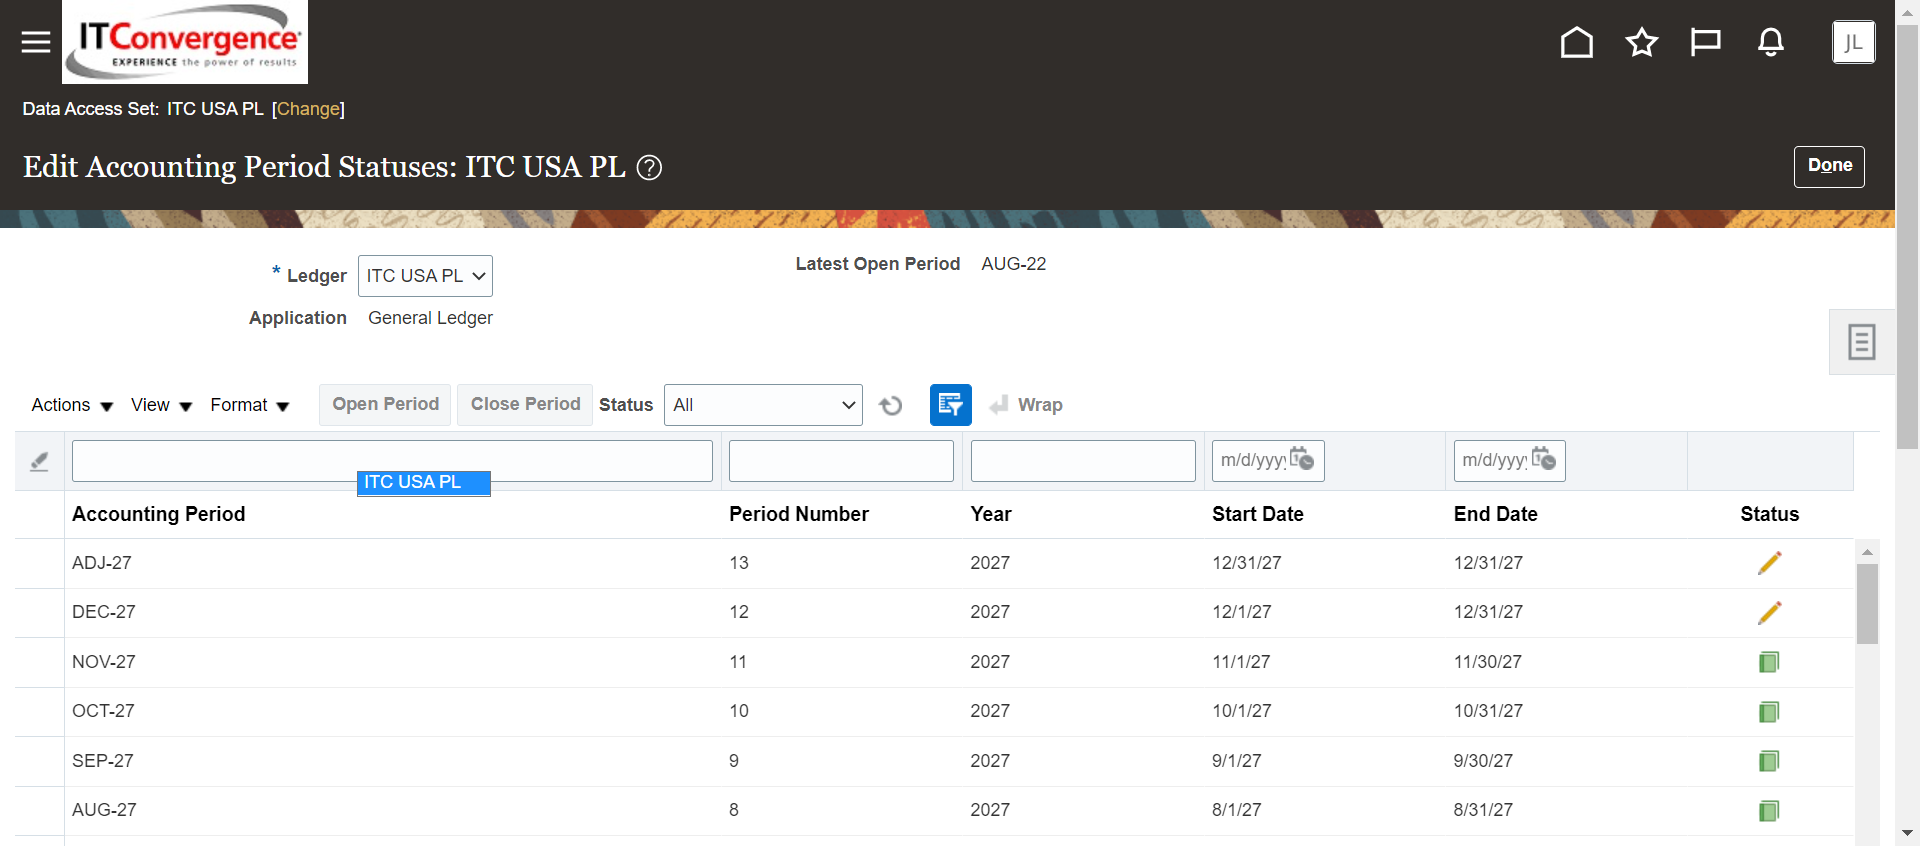 ITConvergence
EXPERIENCE the power of results
JL
Data Access Set: ITC USA PL [Change]
Edit Accounting Period Statuses: ITC USA PL ?
Done
* Ledger ITC USA PL
Latest Open Period AUG-22
Application General Ledger
Actions View Format Open Period Close Period Status All Wrap
m/d/yyyy m/d/yyyy
ITC USA PL
Accounting Period Period Number Year Start Date End Date Status
ADJ-27 13 2027 12/31/27 12/31/27
DEC-27 12 2027 12/1/27 12/31/27
NOV-27 11 2027 11/1/27 11/30/27
OCT-27 10 2027 10/1/27 10/31/27
SEP-27 9 2027 9/1/27 9/30/27
AUG-27 8 2027 8/1/27 8/31/27